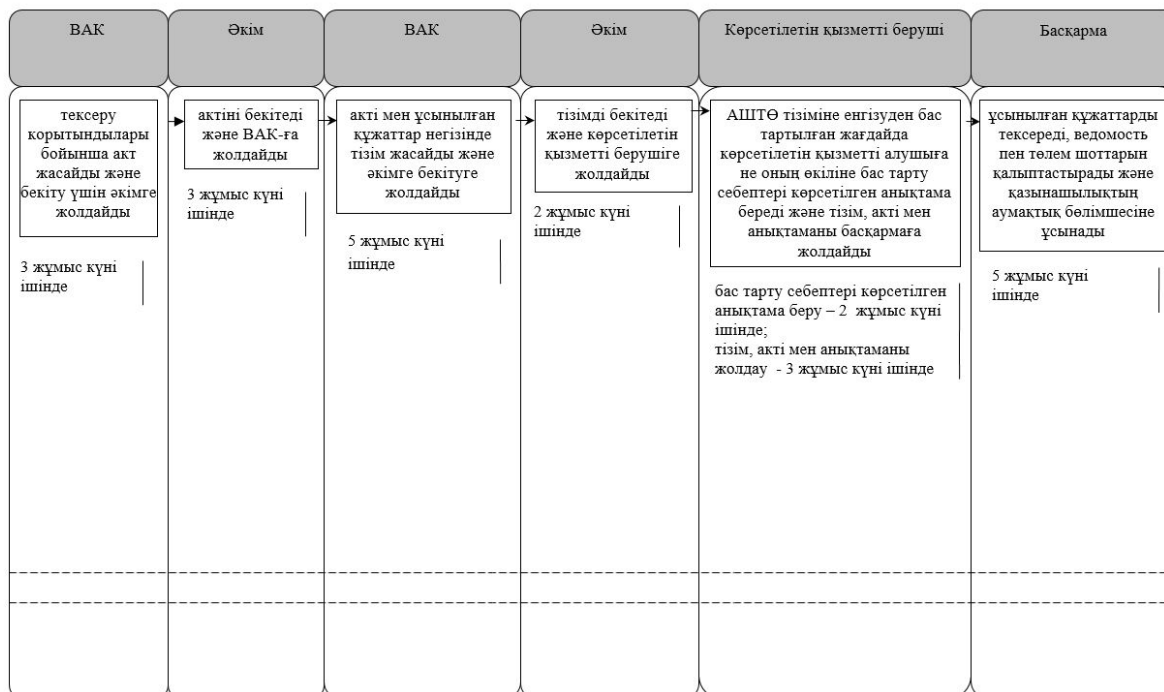 ВАК
Әкім
ВАК
Әкім
Көрсетілетін қызметті беруші
Басқарма
тексеру
қорытындылары
бойынша акт
жасайды және
бекіту үшін әкімге
жолдайды
3 жұмыс күні
ішінде
актіні бекітеді
және ВАК-ға
жолдайды
3 жұмыс күні
ішінде
акті мен ұсынылған
құжаттар негізінде
тізім жасайды және
әкімге бекітуге
жолдайды
5 жұмыс күні
ішінде
тізімді бекітеді
және көрсетілетін
қызметті берушіге
жолдайды
2 жұмыс күні
ішінде
АШТӨ тізіміне енгізуден бас
тартылған жағдайда
көрсетілетін қызметті алушыға
не оның өкіліне бас тарту
себептері көрсетілген анықтама
береді және тізім, акті мен
анықтаманы басқармаға
жолдайды
бас тарту себептері көрсетілген
анықтама беру – 2 жұмыс күні
ішінде;
тізім, акті мен анықтаманы
жолдау - 3 жұмыс күні ішінде
ұсынылған құжаттарды
тексереді, ведомость
пен төлем шоттарын
қалыптастырады және
қазынашылықтың
аумақтық бөлімшесіне
ұсынады
5 жұмыс күні
ішінде